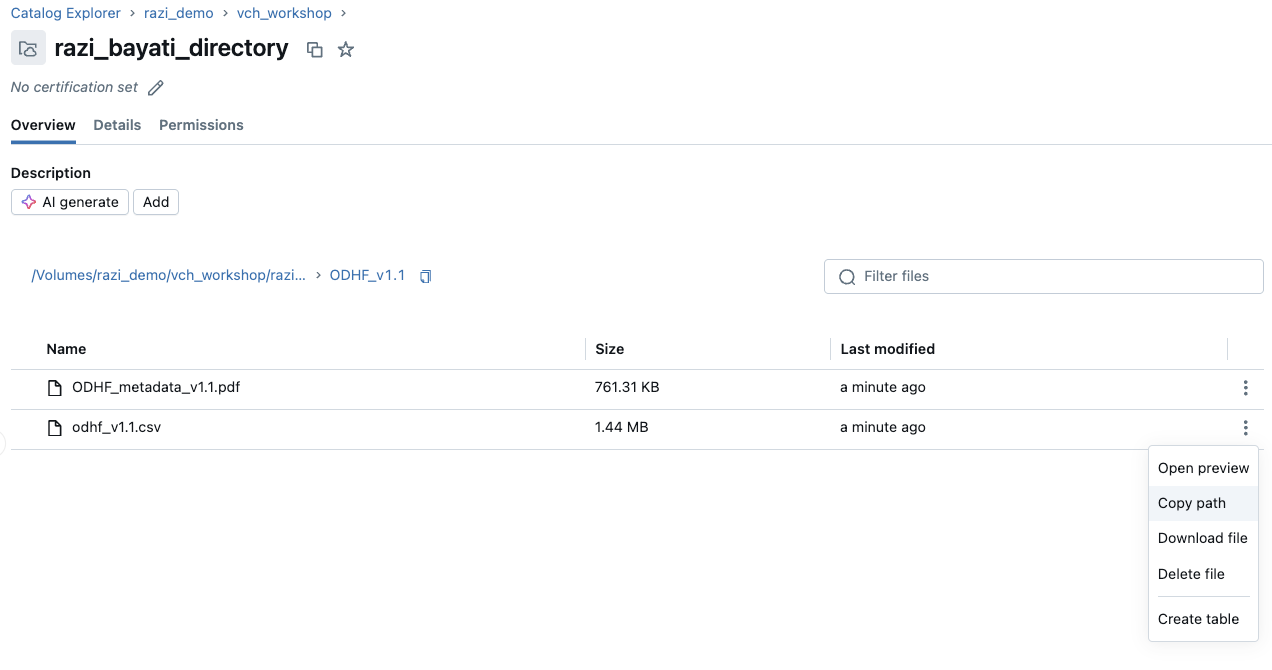 Catalog Explorer > razi_demo > vch_workshop >
razi_bayati_directory
No certification set
Overview Details Permissions
Description
AI generate Add
/Volumes/razi_demo/vch_workshop/razi... > ODHF_v1.1
Filter files
Name Size Last modified
ODHF_metadata_v1.1.pdf 761.31 KB a minute ago
odhf_v1.1.csv 1.44 MB a minute ago
Open preview
Copy path
Download file
Delete file
Create table